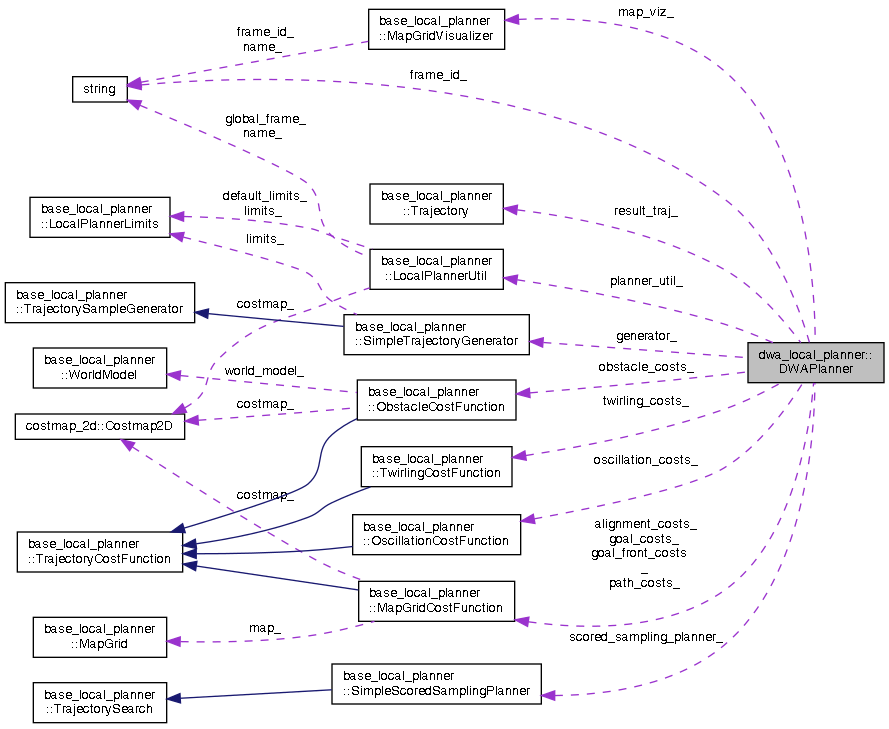 base_local_planner
::MapGridVisualizer
map_viz_
frame_id_
name_
string
frame_id_
global_frame_
name_
base_local_planner
::LocalPlannerLimits
default_limits_
limits_
limits_
base_local_planner
::Trajectory
result_traj_
base_local_planner
::LocalPlannerUtil
planner_util_
base_local_planner
::TrajectorySampleGenerator
costmap_
base_local_planner
::SimpleTrajectoryGenerator
generator_
dwa_local_planner::
DWAPlanner
base_local_planner
::WorldModel
world_model_
base_local_planner
::ObstacleCostFunction
obstacle_costs_
costmap_2d::Costmap2D
costmap_
twirling_costs_
base_local_planner
::TwirlingCostFunction
oscillation_costs_
costmap_
base_local_planner
::TrajectoryCostFunction
base_local_planner
::OscillationCostFunction
alignment_costs_
goal_costs_
goal_front_costs
_
path_costs_
base_local_planner
::MapGridCostFunction
base_local_planner
::MapGrid
map_
scored_sampling_planner_
base_local_planner
::TrajectorySearch
base_local_planner
::SimpleScoredSamplingPlanner